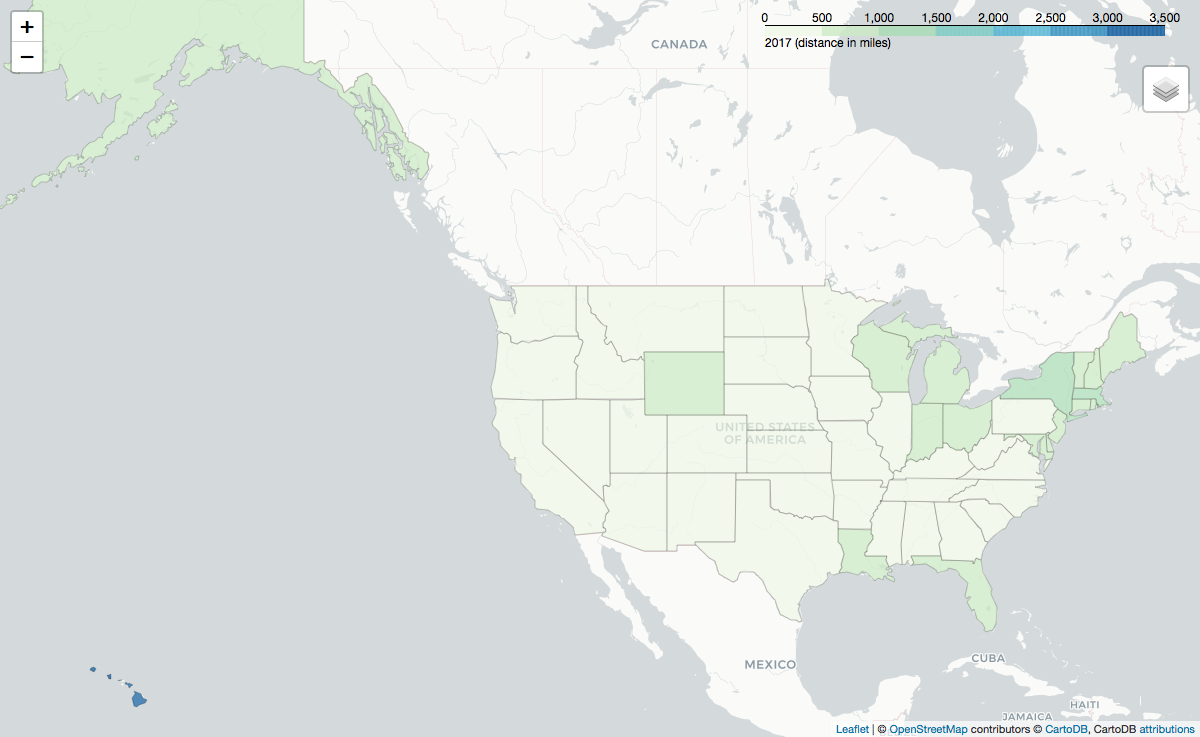 +
−
0 500 1,000 1,500 2,000 2,500 3,000 3,500
2017 (distance in miles)
CANADA
UNITED STATES
OF AMERICA
MEXICO
CUBA
HAITI
JAMAICA
Leaflet | © OpenStreetMap contributors © CartoDB, CartoDB attributions